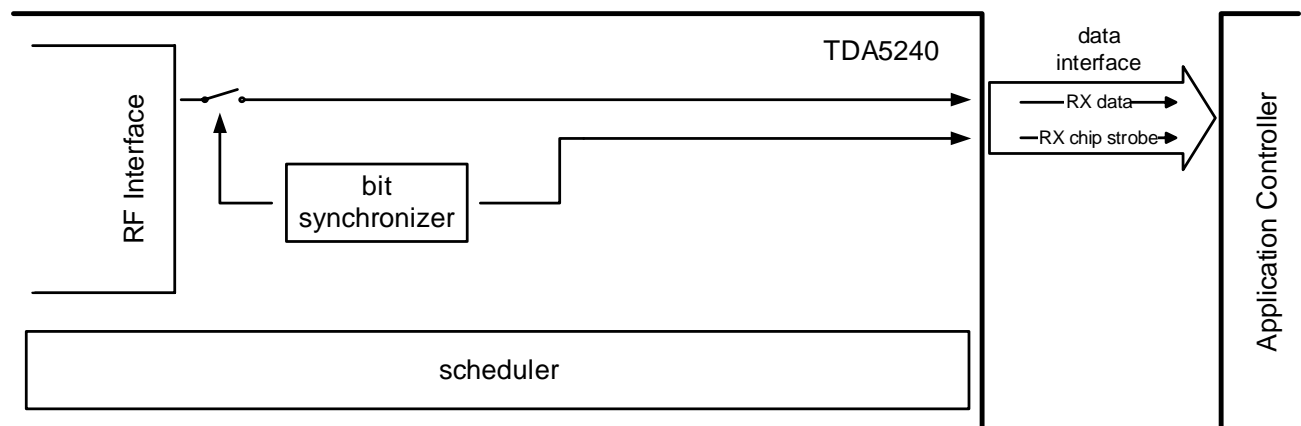 TDA5240
data
interface
RF Interface
RX data
RX chip strobe
bit
synchronizer
Application Controller
scheduler